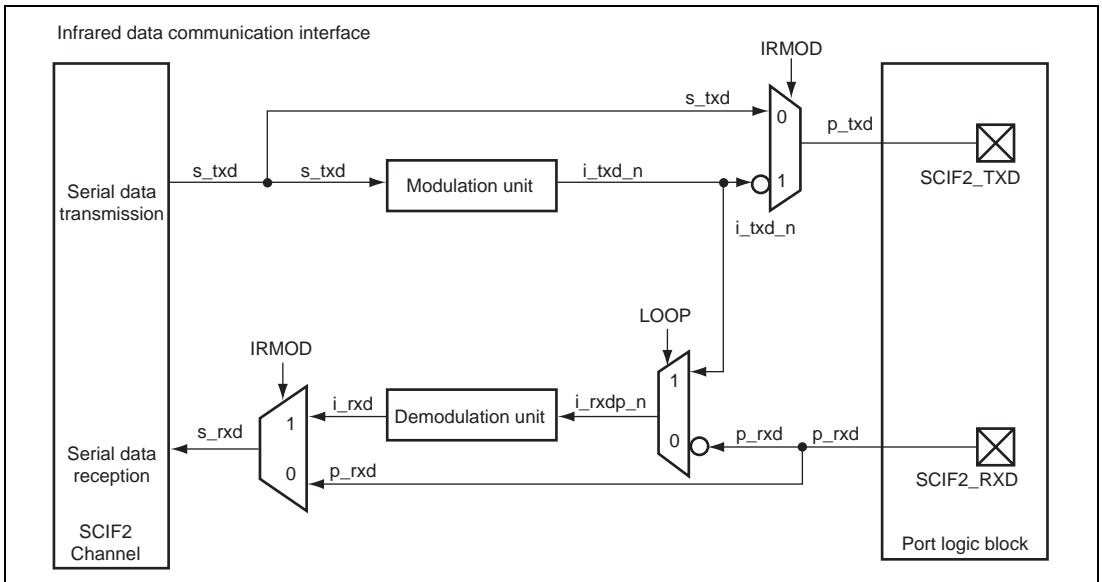 Infrared data communication interface
IRMOD
s_txd
0
p_txd
s_txd
s_txd
Modulation unit
i_txd_n
1
SCIF2_TXD
Serial data
transmission
i_txd_n
LOOP
IRMOD
1
i_rxd
Demodulation unit
i_rxdp_n
1
s_rxd
0
p_rxd
p_rxd
Serial data
reception
0
p_rxd
SCIF2_RXD
SCIF2
Channel
Port logic block